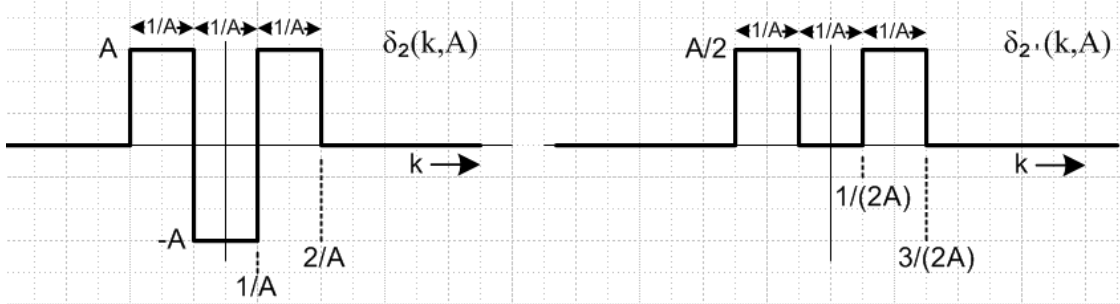 1/A 1/A 1/A
A
δ₂(k,A)
k
-A
1/A
2/A
1/A 1/A 1/A
A/2
δ₂'(k,A)
k
1/(2A)
3/(2A)